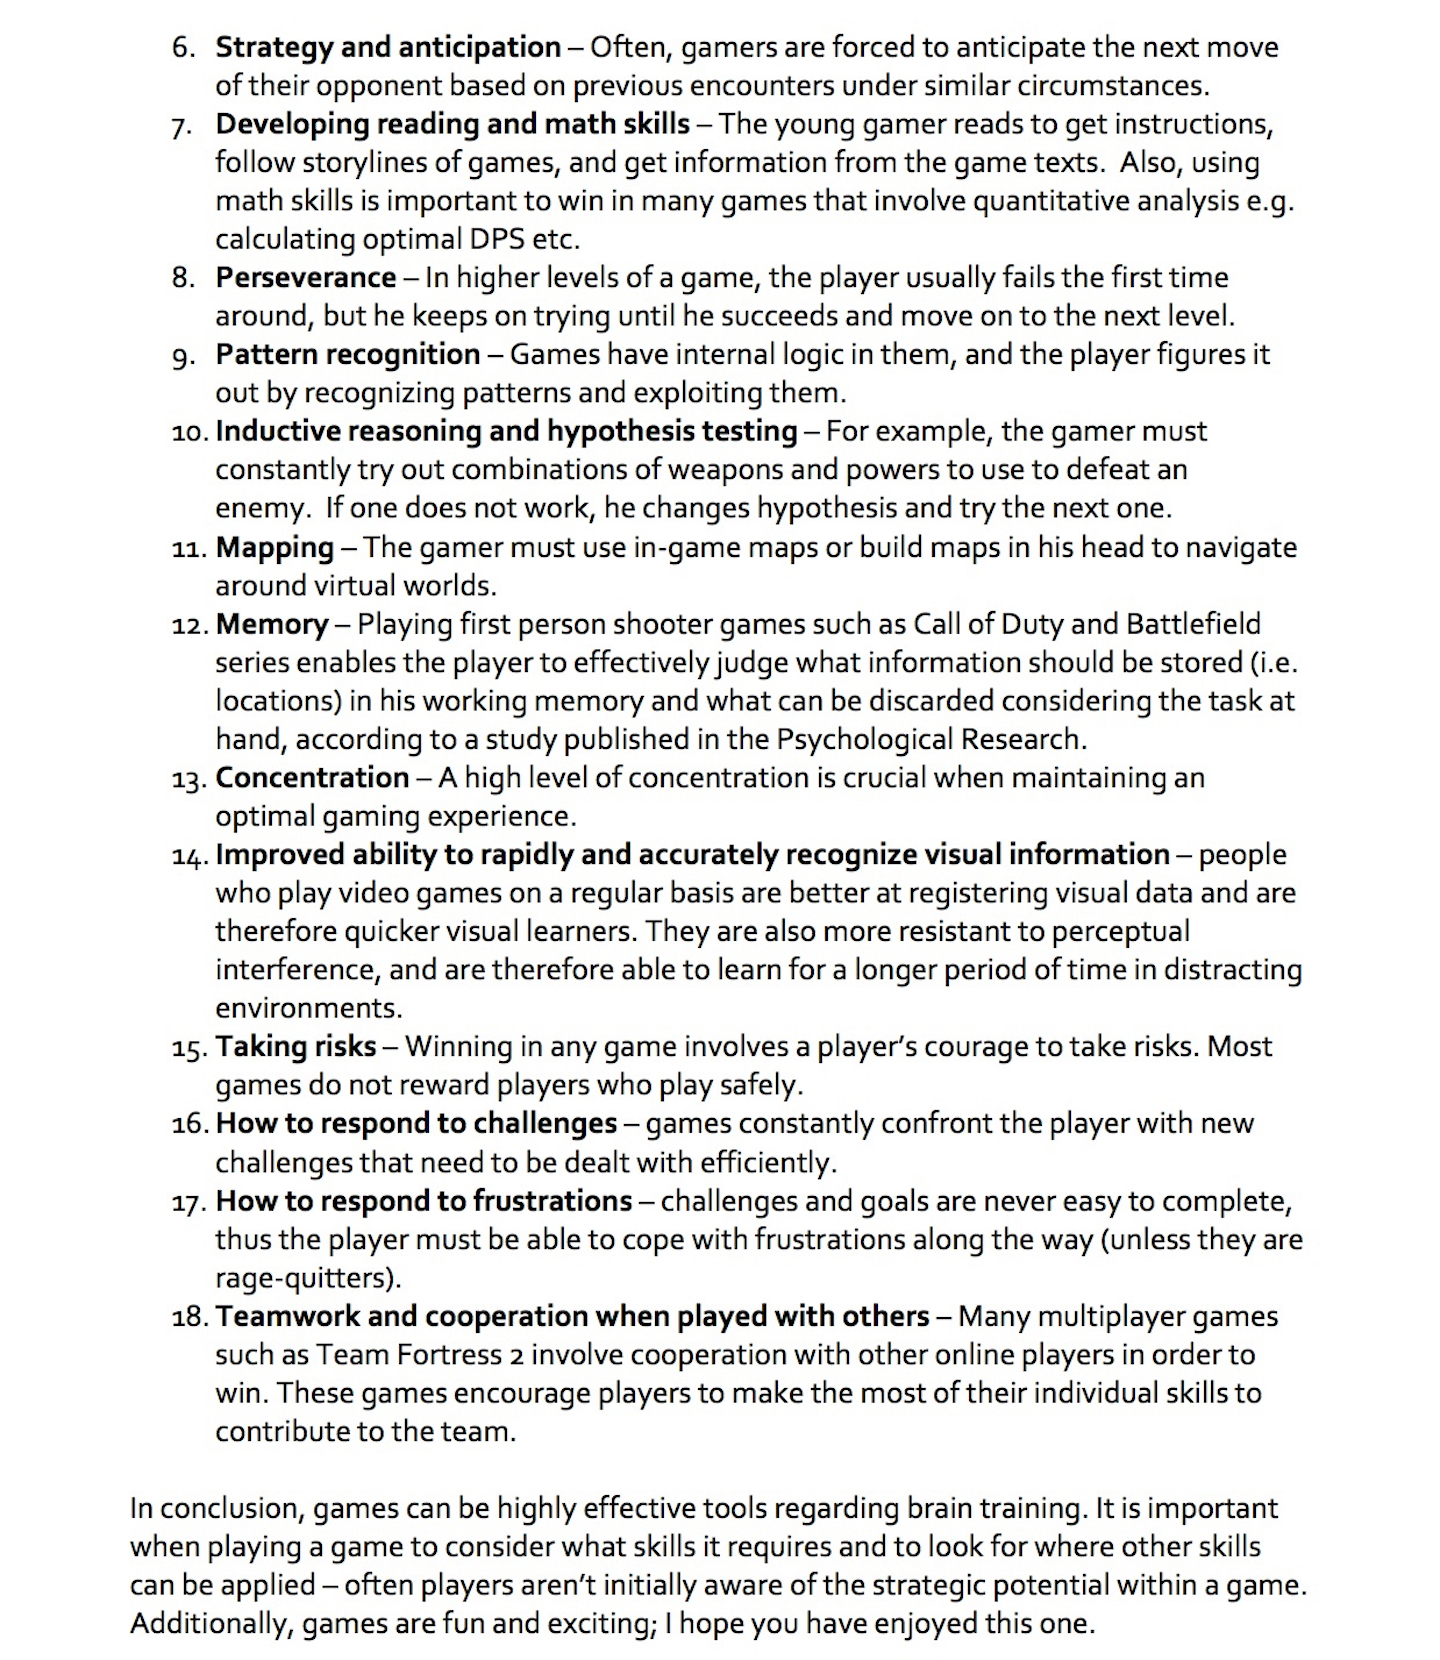 6. Strategy and anticipation – Often, gamers are forced to anticipate the next move
of their opponent based on previous encounters under similar circumstances.
7. Developing reading and math skills – The young gamer reads to get instructions,
follow storylines of games, and get information from the game texts.  Also, using
math skills is important to win in many games that involve quantitative analysis e.g.
calculating optimal DPS etc.
8. Perseverance – In higher levels of a game, the player usually fails the first time
around, but he keeps on trying until he succeeds and move on to the next level.
9. Pattern recognition – Games have internal logic in them, and the player figures it
out by recognizing patterns and exploiting them.
10. Inductive reasoning and hypothesis testing – For example, the gamer must
constantly try out combinations of weapons and powers to use to defeat an
enemy.  If one does not work, he changes hypothesis and try the next one.
11. Mapping – The gamer must use in-game maps or build maps in his head to navigate
around virtual worlds.
12. Memory – Playing first person shooter games such as Call of Duty and Battlefield
series enables the player to effectively judge what information should be stored (i.e.
locations) in his working memory and what can be discarded considering the task at
hand, according to a study published in the Psychological Research.
13. Concentration – A high level of concentration is crucial when maintaining an
optimal gaming experience.
14. Improved ability to rapidly and accurately recognize visual information – people
who play video games on a regular basis are better at registering visual data and are
therefore quicker visual learners. They are also more resistant to perceptual
interference, and are therefore able to learn for a longer period of time in distracting
environments.
15. Taking risks – Winning in any game involves a player’s courage to take risks. Most
games do not reward players who play safely.
16. How to respond to challenges – games constantly confront the player with new
challenges that need to be dealt with efficiently.
17. How to respond to frustrations – challenges and goals are never easy to complete,
thus the player must be able to cope with frustrations along the way (unless they are
rage-quitters).
18. Teamwork and cooperation when played with others – Many multiplayer games
such as Team Fortress 2 involve cooperation with other online players in order to
win. These games encourage players to make the most of their individual skills to
contribute to the team.
In conclusion, games can be highly effective tools regarding brain training. It is important
when playing a game to consider what skills it requires and to look for where other skills
can be applied – often players aren’t initially aware of the strategic potential within a game.
Additionally, games are fun and exciting; I hope you have enjoyed this one.